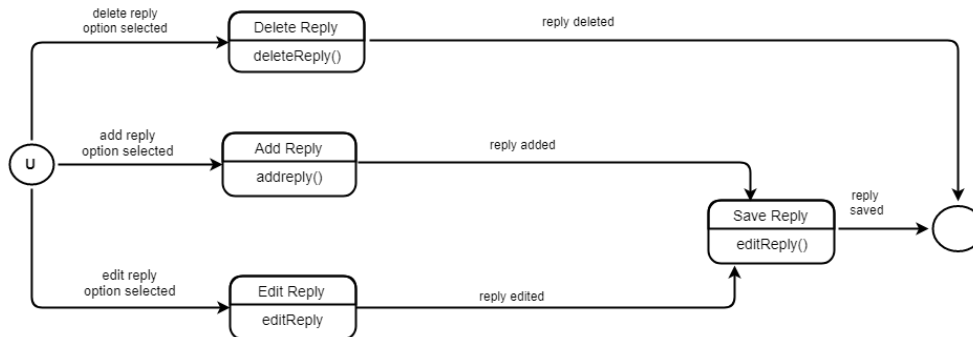 delete reply
option selected
Delete Reply
deleteReply()
reply deleted
U
add reply
option selected
Add Reply
addreply()
reply added
Save Reply
editReply()
reply
saved
edit reply
option selected
Edit Reply
editReply
reply edited